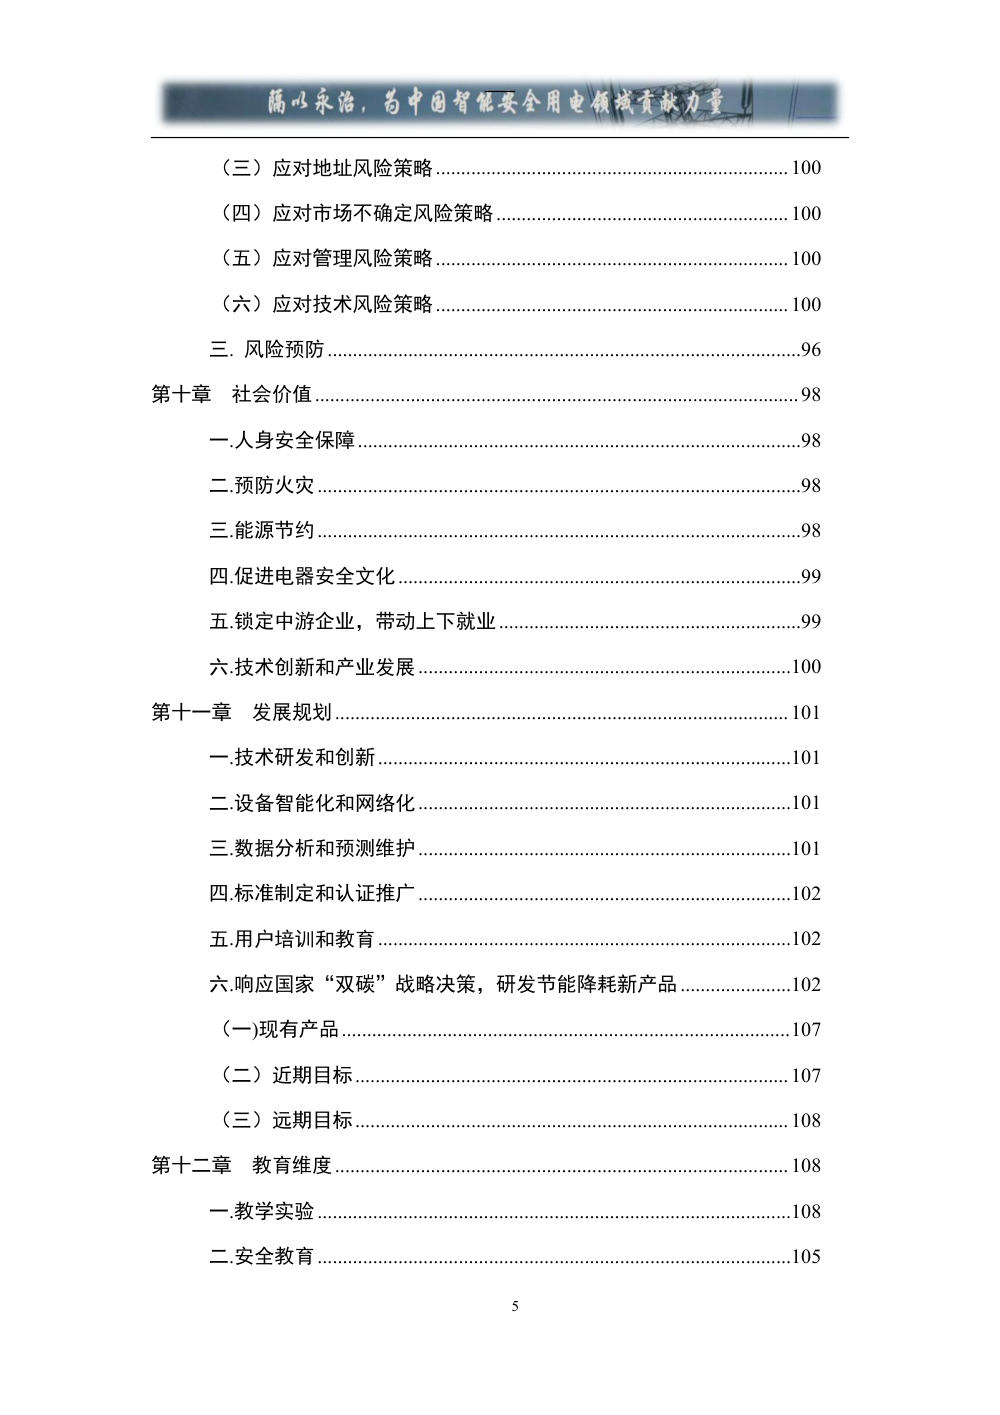 隔以永治，为中国智能安全用电领域贡献力量
（三）应对地址风险策略......................................................................100
（四）应对市场不确定风险策略..........................................................100
（五）应对管理风险策略......................................................................100
（六）应对技术风险策略......................................................................100
三. 风险预防..............................................................................................96
第十章 社会价值................................................................................................98
一.人身安全保障........................................................................................98
二.预防火灾................................................................................................98
三.能源节约................................................................................................98
四.促进电器安全文化................................................................................99
五.锁定中游企业，带动上下就业............................................................99
六.技术创新和产业发展..........................................................................100
第十一章 发展规划..........................................................................................101
一.技术研发和创新..................................................................................101
二.设备智能化和网络化..........................................................................101
三.数据分析和预测维护..........................................................................101
四.标准制定和认证推广..........................................................................102
五.用户培训和教育..................................................................................102
六.响应国家“双碳”战略决策，研发节能降耗新产品......................102
（一)现有产品.........................................................................................107
（二）近期目标......................................................................................107
（三）远期目标......................................................................................108
第十二章 教育维度..........................................................................................108
一.教学实验..............................................................................................108
二.安全教育..............................................................................................105
5